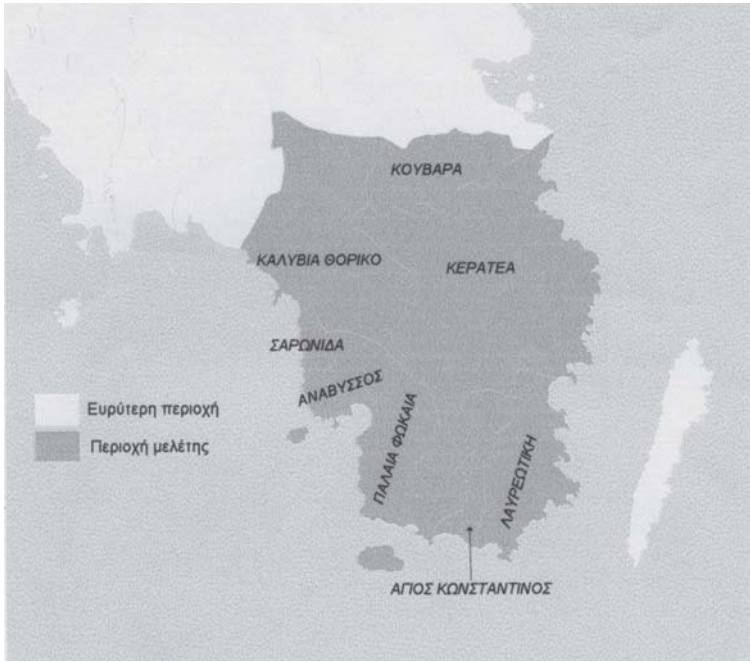 ΚΟΥΒΑΡΑ
ΚΑΛΥΒΙΑ ΘΟΡΙΚΟ
ΚΕΡΑΤΕΑ
ΣΑΡΩΝΙΔΑ
ΑΝΑΒΥΣΣΟΣ
ΠΑΛΑΙΑ ΦΩΚΑΙΑ
ΛΑΥΡΕΩΤΙΚΗ
ΑΓΙΟΣ ΚΩΝΣΤΑΝΤΙΝΟΣ
Ευρύτερη περιοχή
Περιοχή μελέτης